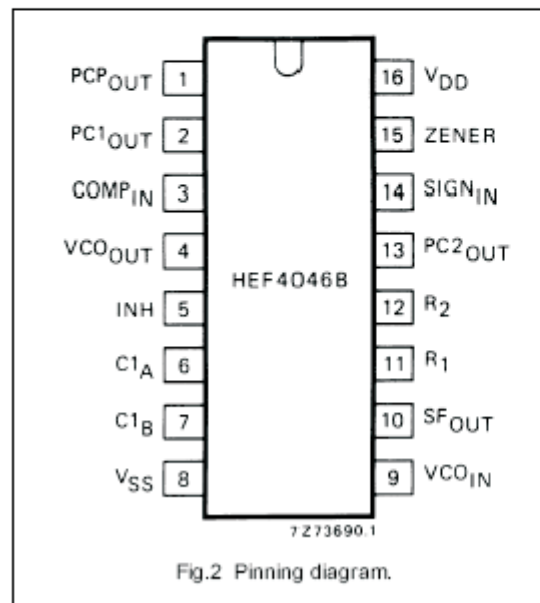 PCPOUT 1 16 VDD
PC1OUT 2 15 ZENER
COMPIN 3 14 SIGNIN
VCOOUT 4 13 PC2OUT
HEF4046B
INH 5 12 R2
C1A 6 11 R1
C1B 7 10 SFOUT
VSS 8 9 VCOIN
7Z73690.1
Fig.2 Pinning diagram.